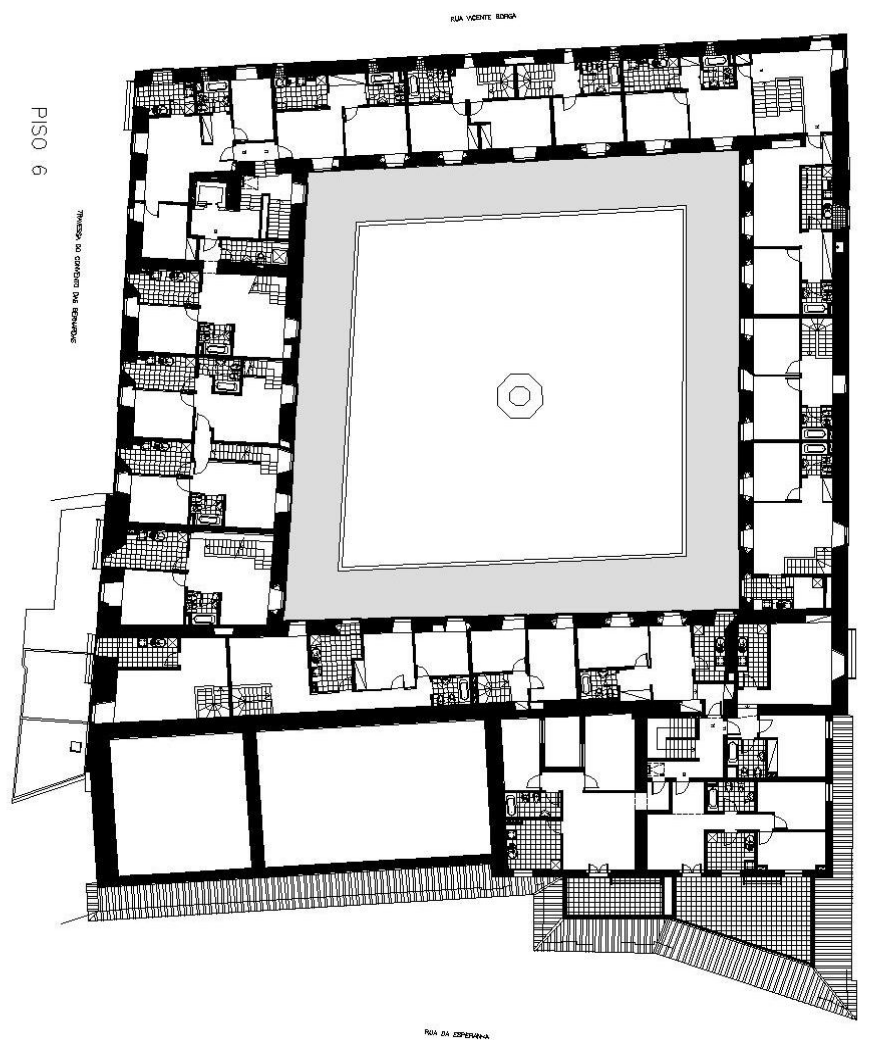 RUA VICENTE BORGA
PISO 6
TRAVESSA DO CONVENTO DAS BERNARDAS
RUA DA ESPERANÇA